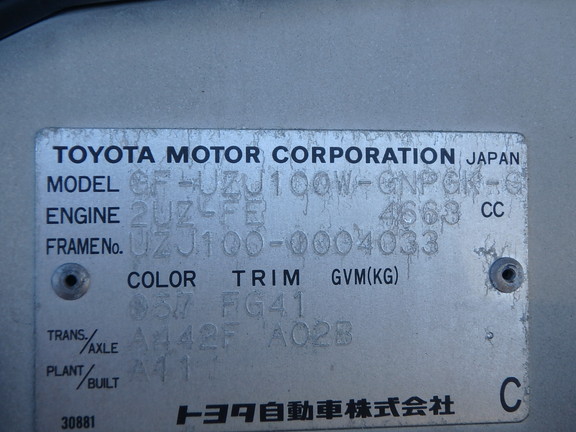 TOYOTA MOTOR CORPORATION JAPAN
MODEL GF-UZJ100W-GNPGK-G
ENGINE 2UZ-FE 4663 CC
FRAME No. UZJ100-0004033
COLOR TRIM GVM(KG)
FG41
TRANS./AXLE A442F A02B
PLANT/BUILT A11
30881 トヨタ自動車株式会社 C